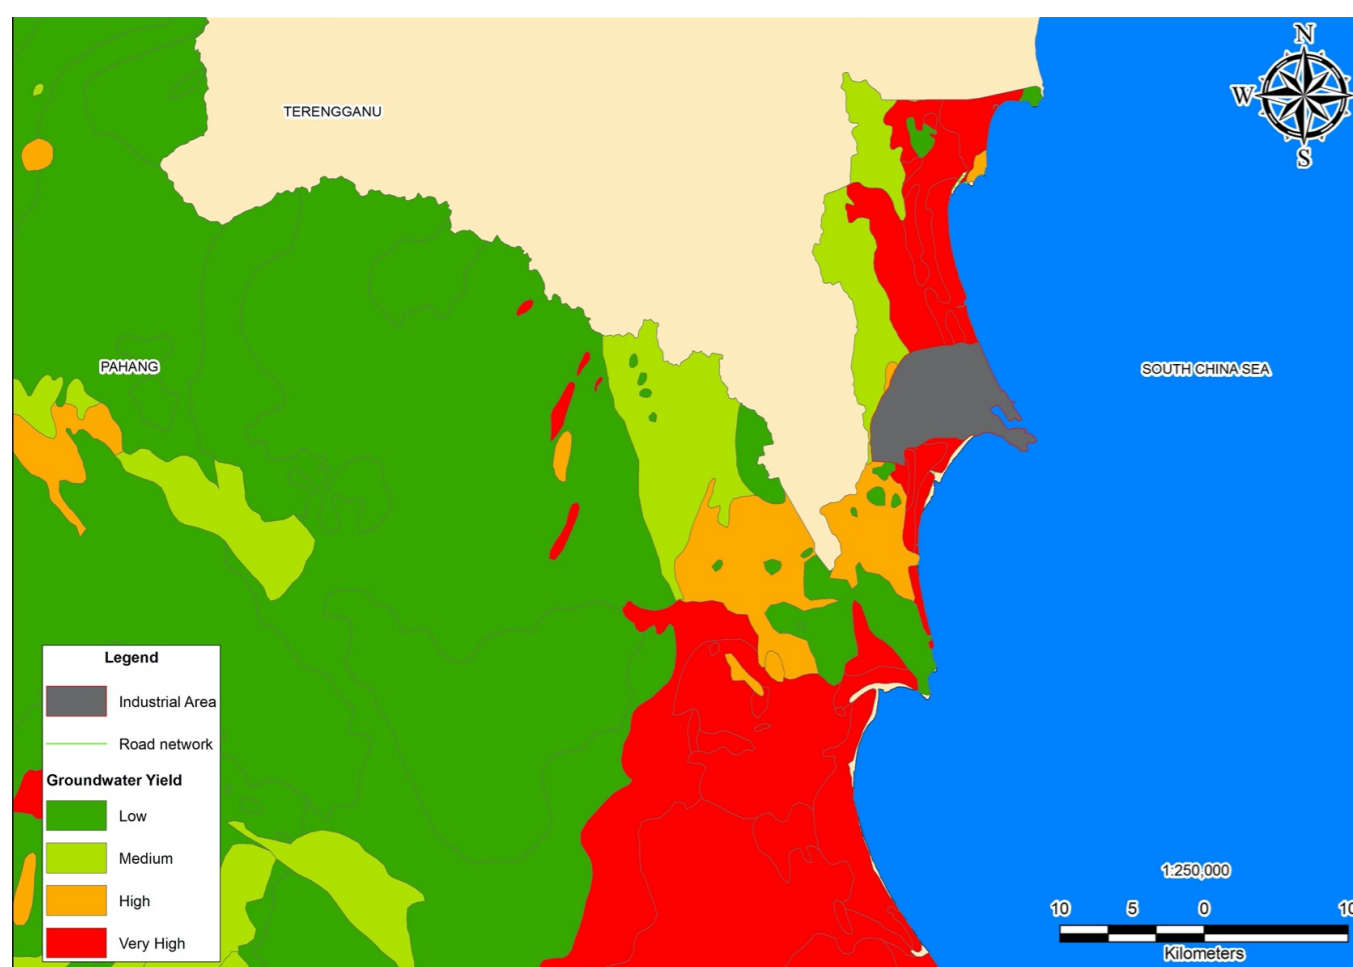 N
W
S
TERENGGANU
PAHANG
SOUTH CHINA SEA
Legend
Industrial Area
Road network
Groundwater Yield
Low
Medium
High
Very High
1:250,000
10 5 0 10
Kilometers